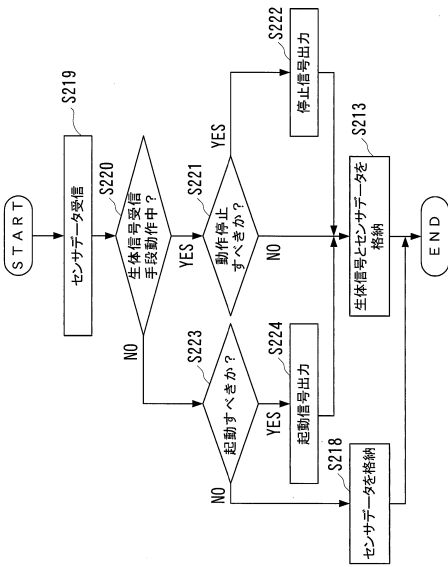 START
S219
センサデータ受信
S220
生体信号受信
手段動作中？
NO
YES
S223
起動すべきか？
S221
動作停止
すべきか？
YES
NO
YES
NO
S224
起動信号出力
S222
停止信号出力
S218
センサデータを格納
S213
生体信号とセンサデータを
格納
END